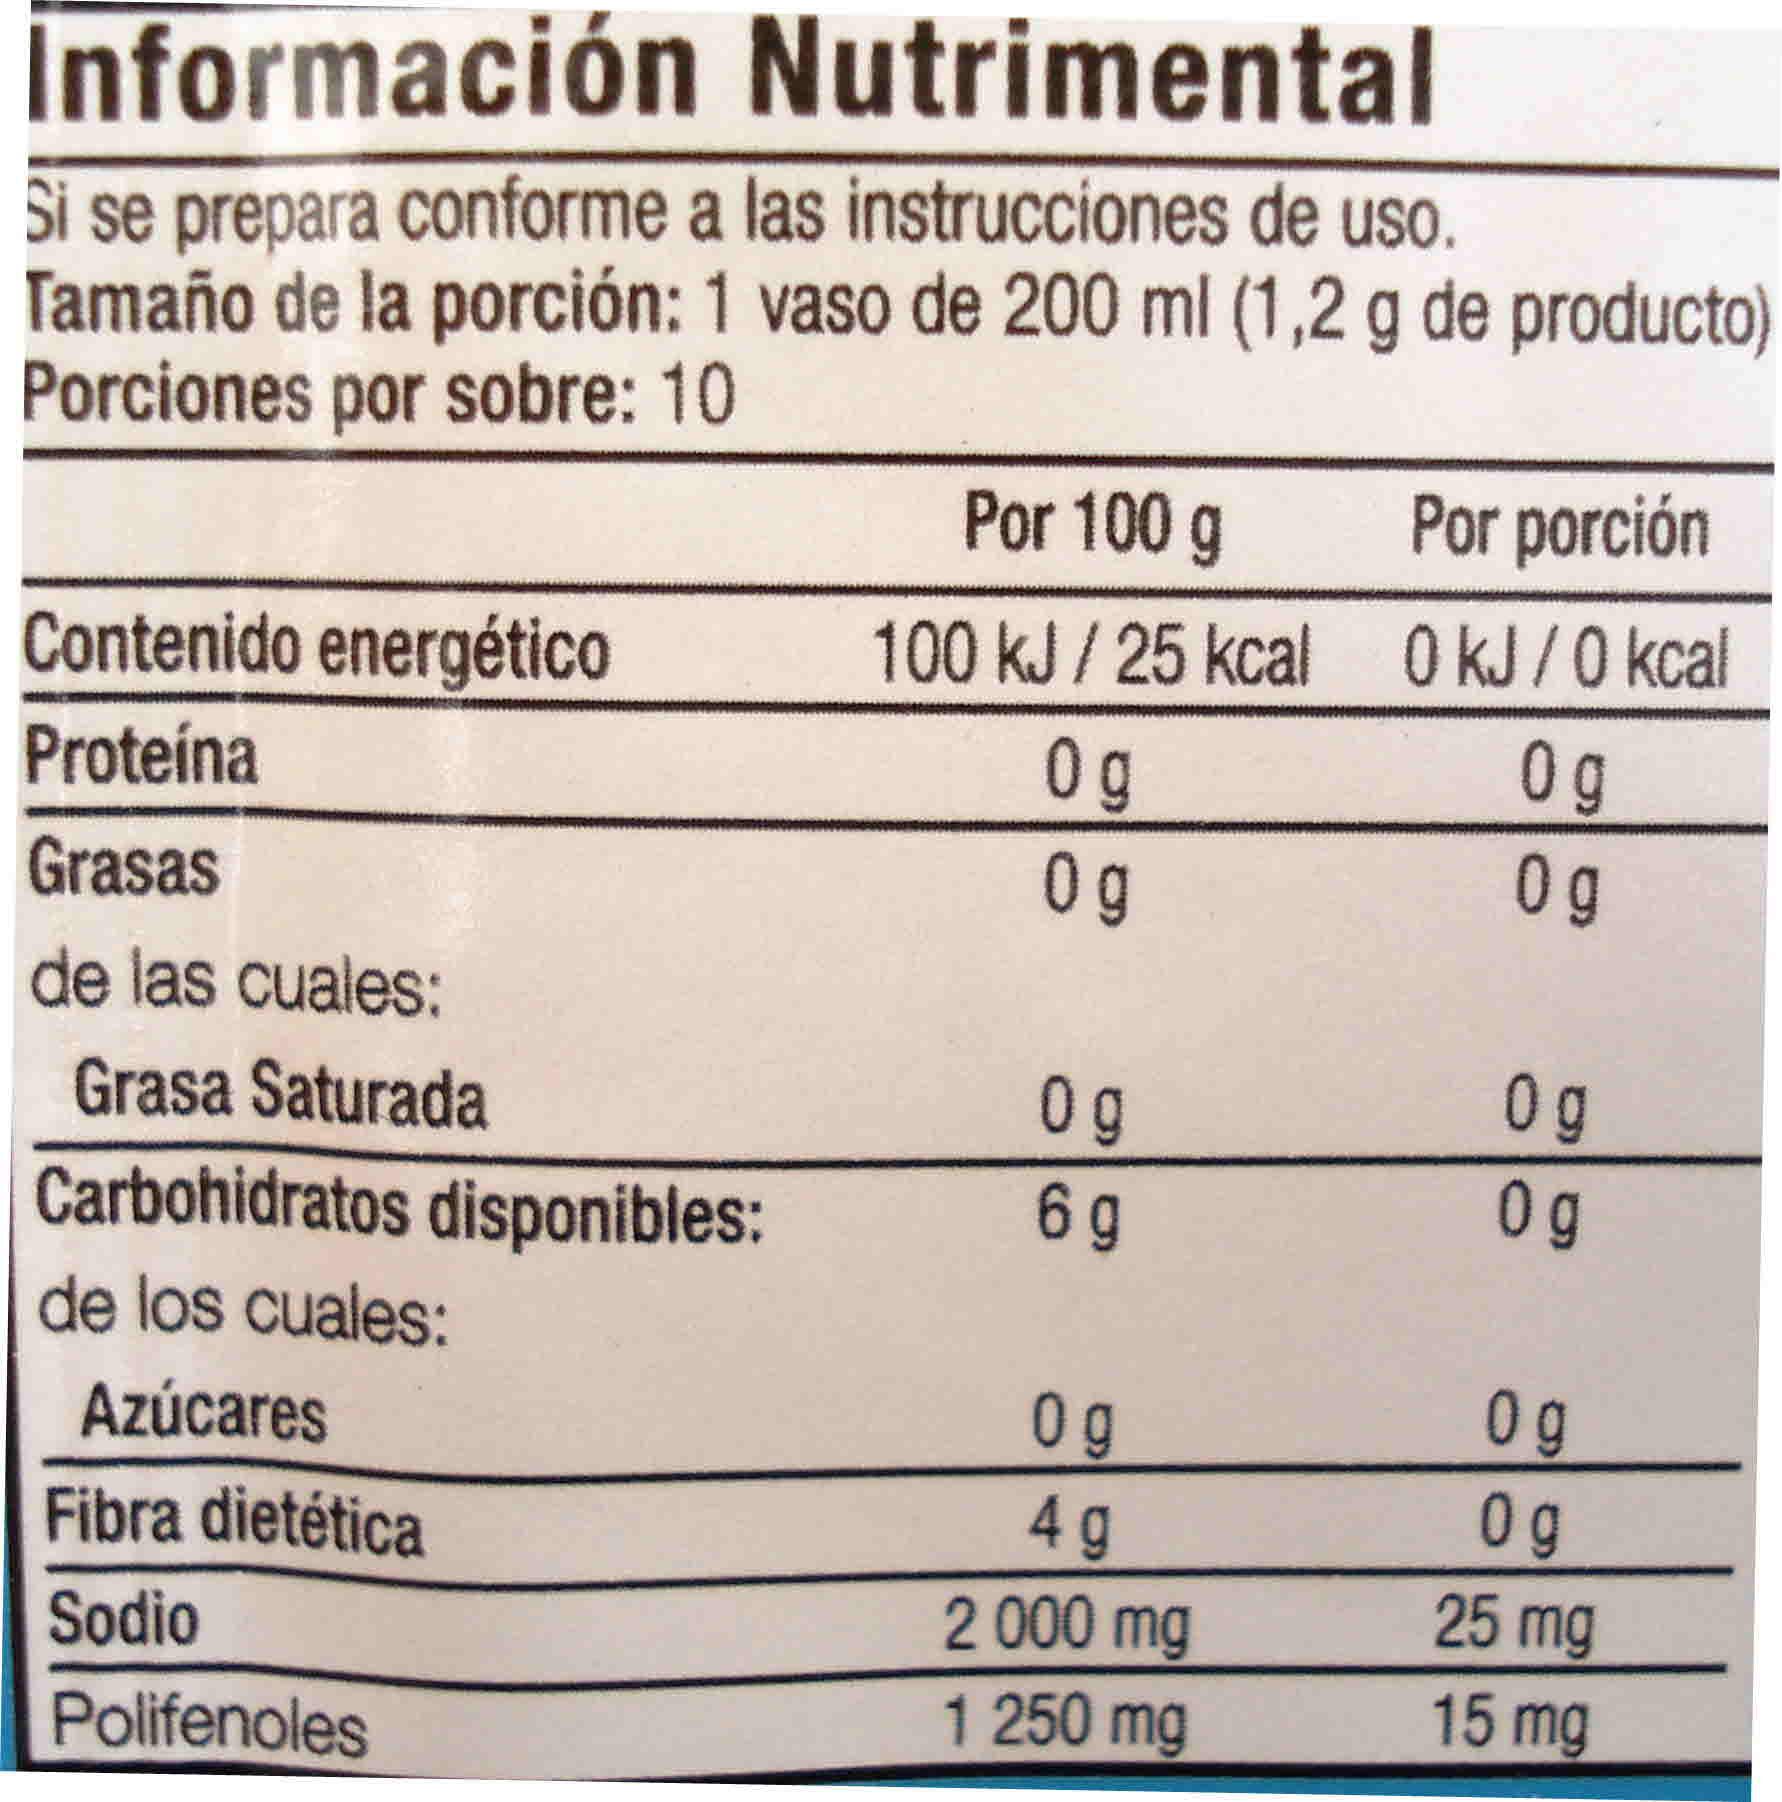 Información Nutrimental
Si se prepara conforme a las instrucciones de uso.
Tamaño de la porción: 1 vaso de 200 ml (1,2 g de producto)
Porciones por sobre: 10
Por 100 g Por porción
Contenido energético 100 kJ / 25 kcal 0 kJ / 0 kcal
Proteína 0 g 0 g
Grasas 0 g 0 g
de las cuales:
Grasa Saturada 0 g 0 g
Carbohidratos disponibles: 6 g 0 g
de los cuales:
Azúcares 0 g 0 g
Fibra dietética 4 g 0 g
Sodio 2 000 mg 25 mg
Polifenoles 1 250 mg 15 mg